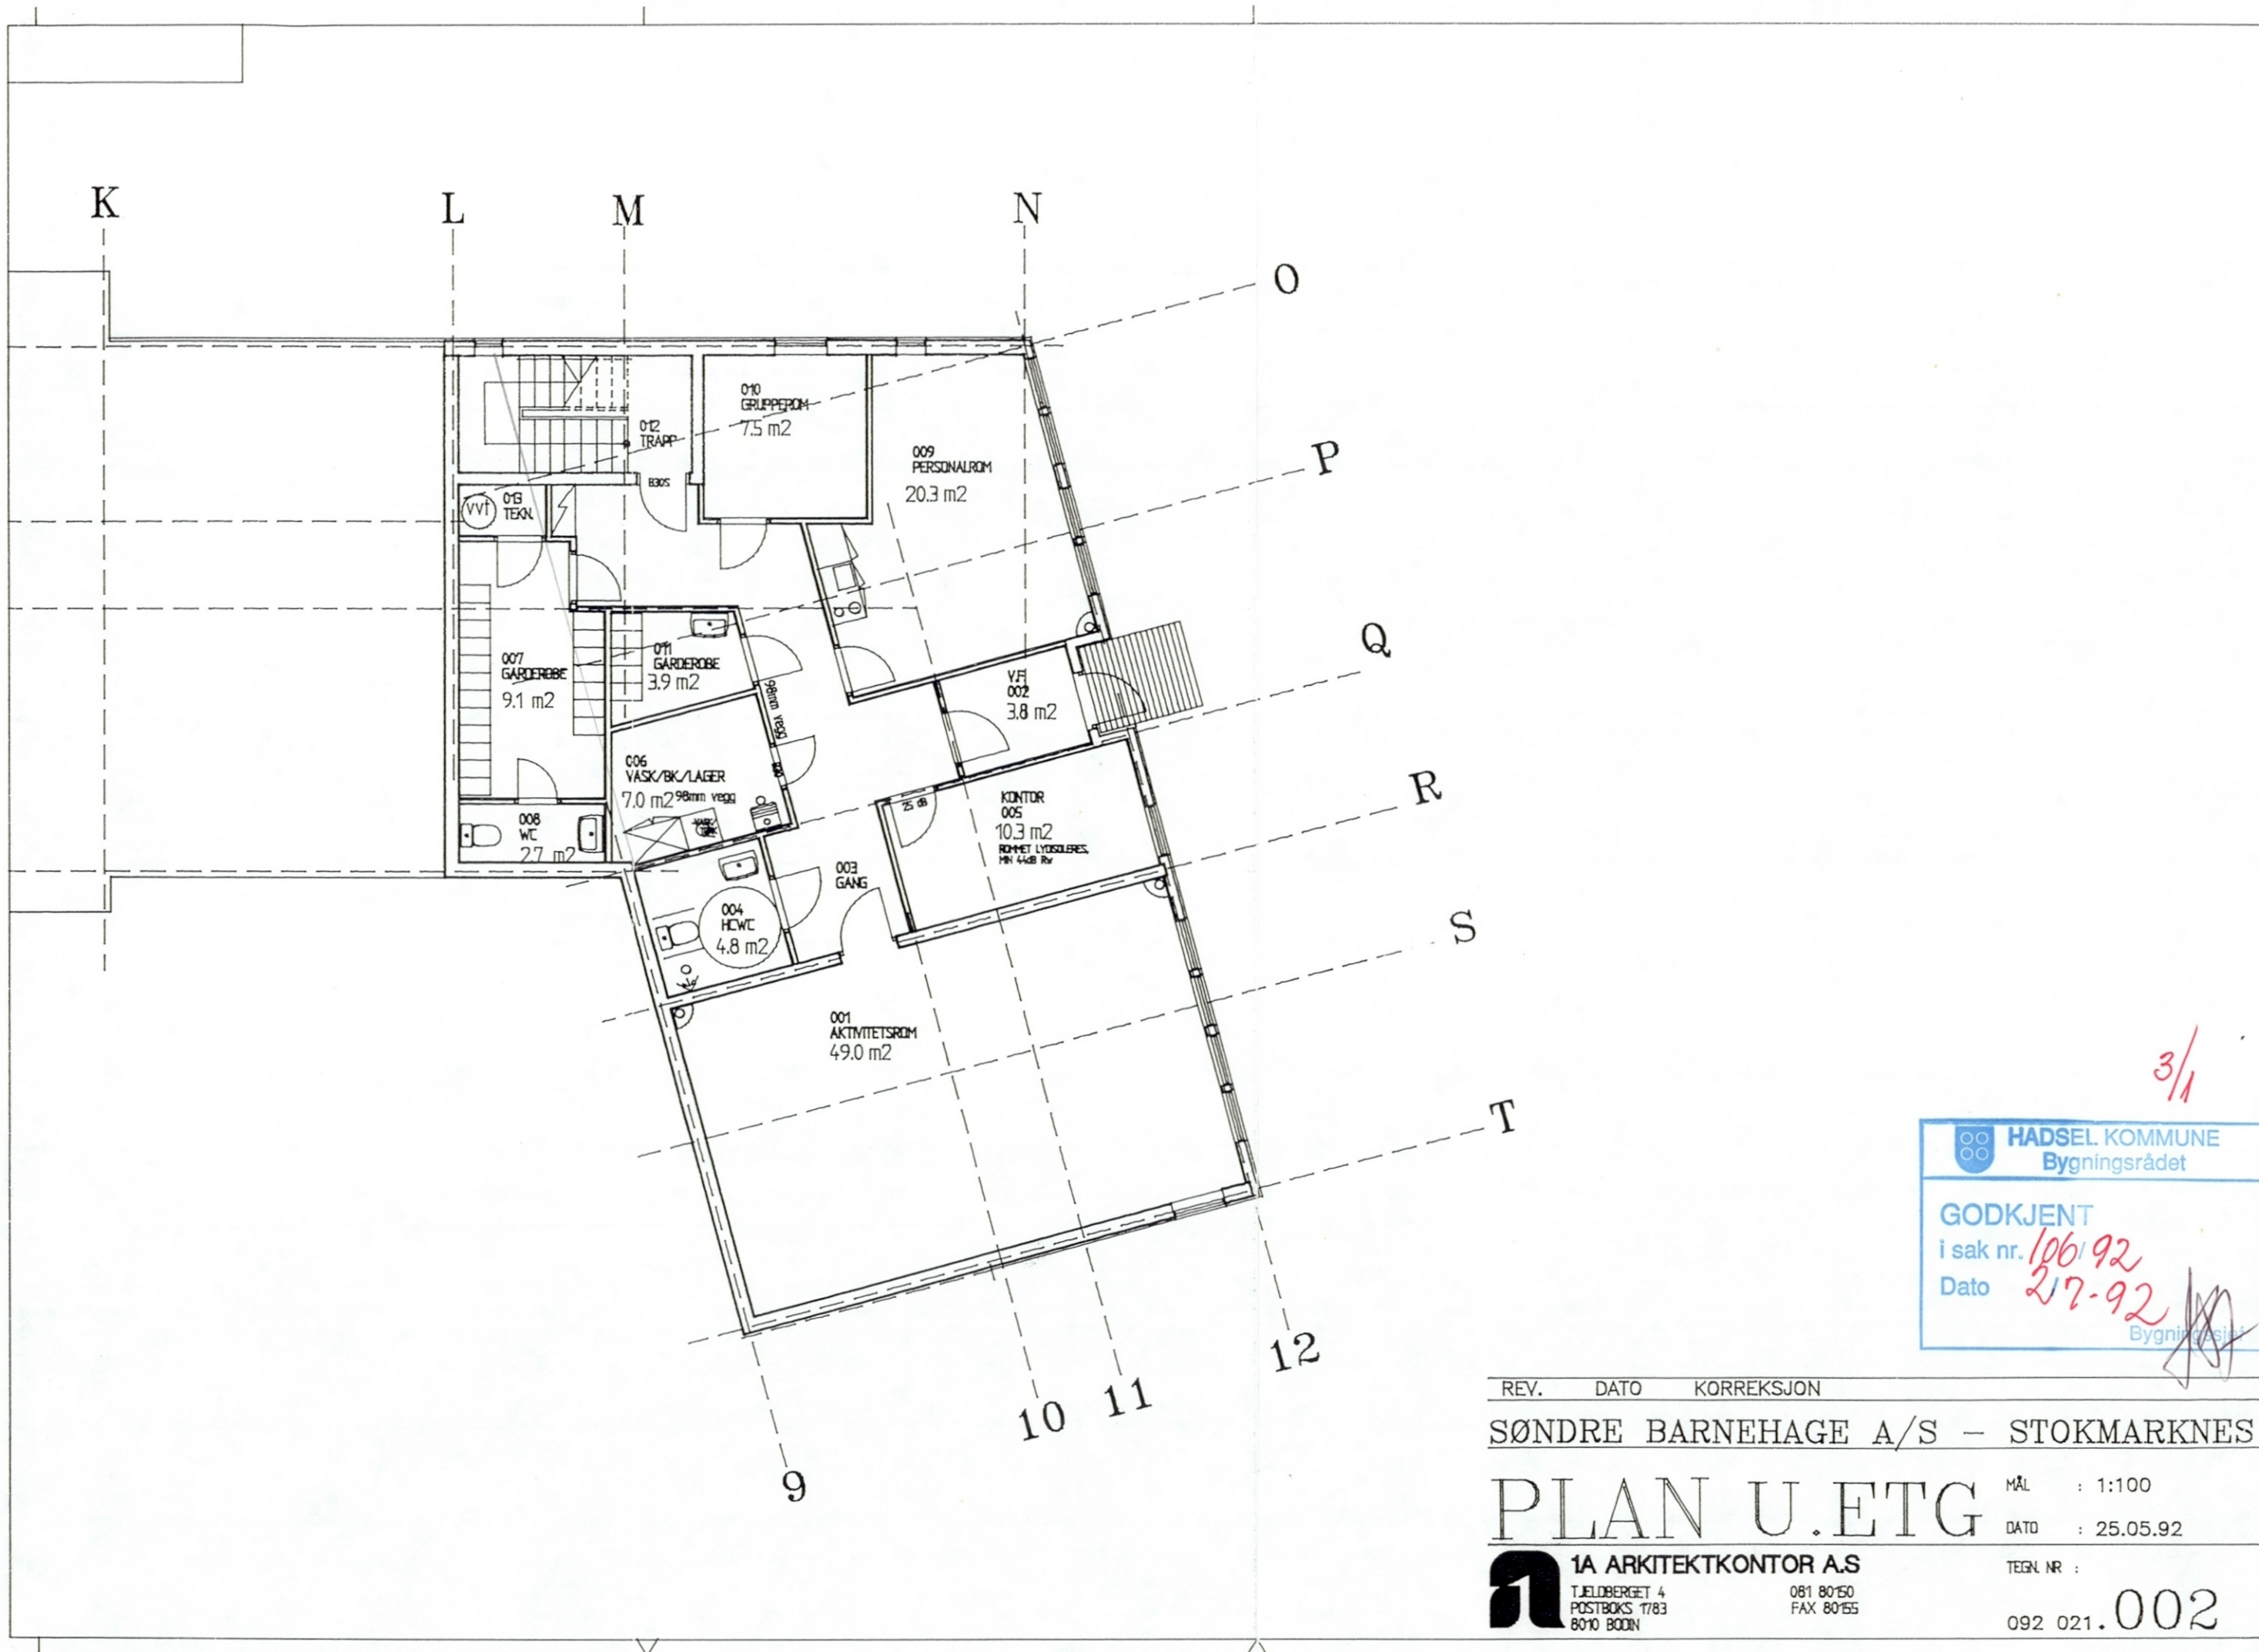 K
L
M
N
O
P
Q
R
S
T
010
GRUPPEROM
7.5 m2
012
TRAPP
B30S
009
PERSONALROM
20.3 m2
013
TEKN.
VVT
007
GARDEROBE
9.1 m2
011
GARDEROBE
3.9 m2
98mm vegg
V.F
002
3.8 m2
006
VASK/BK/LAGER
7.0 m2
98mm vegg
008
WC
2.7 m2
25 dB
KONTOR
005
10.3 m2
ROMMET LYDISOLERES,
MIN 44dB Rw
003
GANG
004
HCWC
4.8 m2
001
AKTIVITETSROM
49.0 m2
9
10
11
12
3/1
HADSEL KOMMUNE
Bygningsrådet
GODKJENT
i sak nr. 106/92
Dato 2/7-92
Bygningssjef
REV. DATO KORREKSJON
SØNDRE BARNEHAGE A/S – STOKMARKNES
PLAN U.ETG
MÅL : 1:100
DATO : 25.05.92
1A ARKITEKTKONTOR A.S
TJELDBERGET 4 081 80150
POSTBOKS 1783 FAX 80155
8010 BODIN
TEGN. NR :
092 021.002